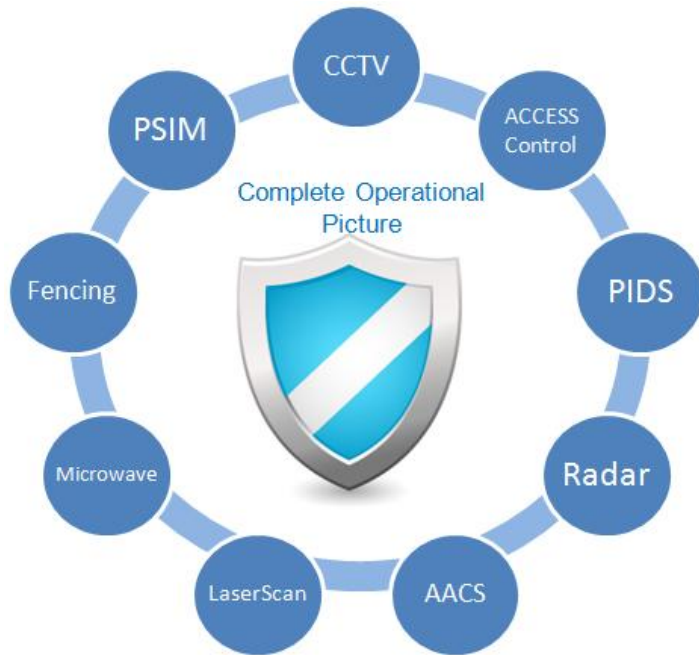 CCTV
ACCESS
Control
PIDS
Radar
AACS
LaserScan
Microwave
Fencing
PSIM
Complete Operational
Picture